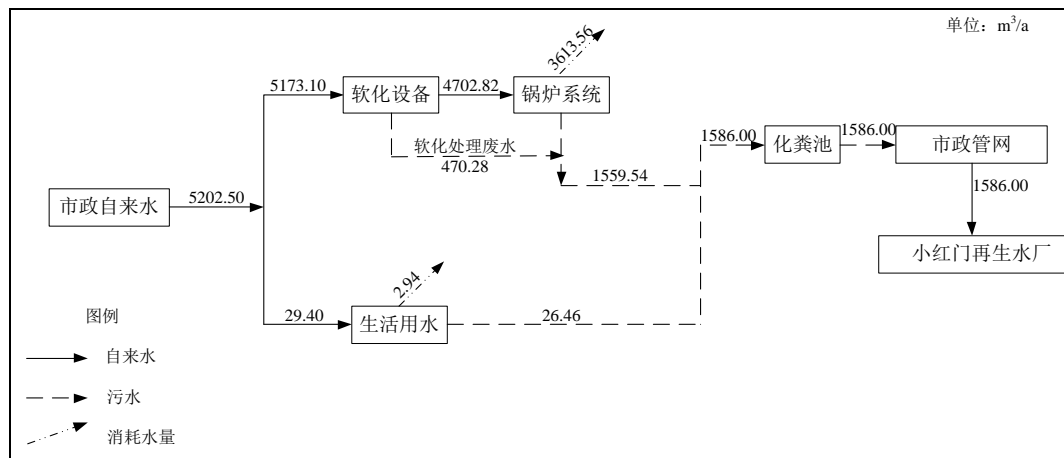 单位：m³/a
3613.56
5173.10
软化设备
4702.82
锅炉系统
软化处理废水
470.28
1559.54
1586.00
化粪池
1586.00
市政管网
1586.00
市政自来水
5202.50
小红门再生水厂
2.94
29.40
生活用水
26.46
图例
自来水
污水
消耗水量